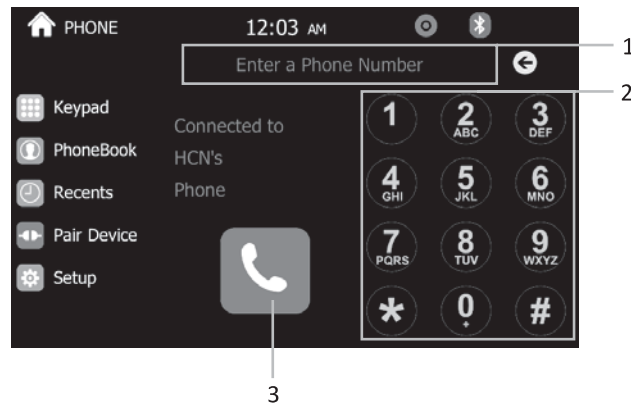 PHONE 12:03 AM
1
Enter a Phone Number
2
Keypad
PhoneBook
Recents
Pair Device
Setup
Connected to
HCN's
Phone
1 2 3
ABC DEF
4 5 6
GHI JKL MNO
7 8 9
PQRS TUV WXYZ
* 0 #
+
3